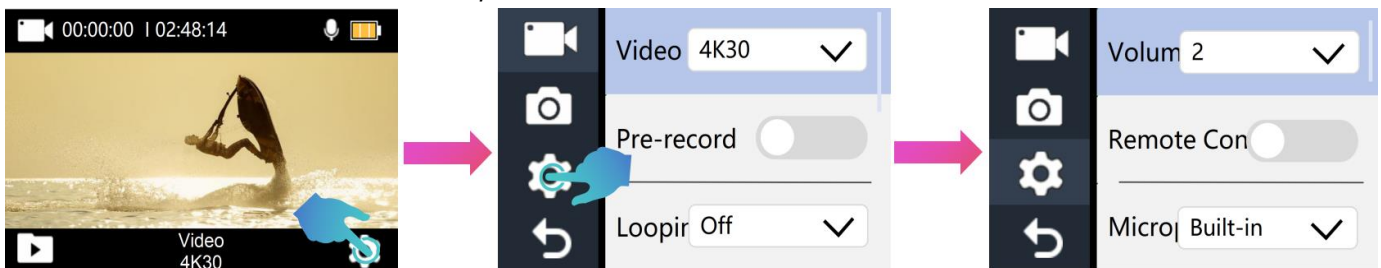 00:00:00 I 02:48:14
Video
4K30
Video 4K30
Pre-record
Loopin Off
Volum 2
Remote Con
Microp Built-in